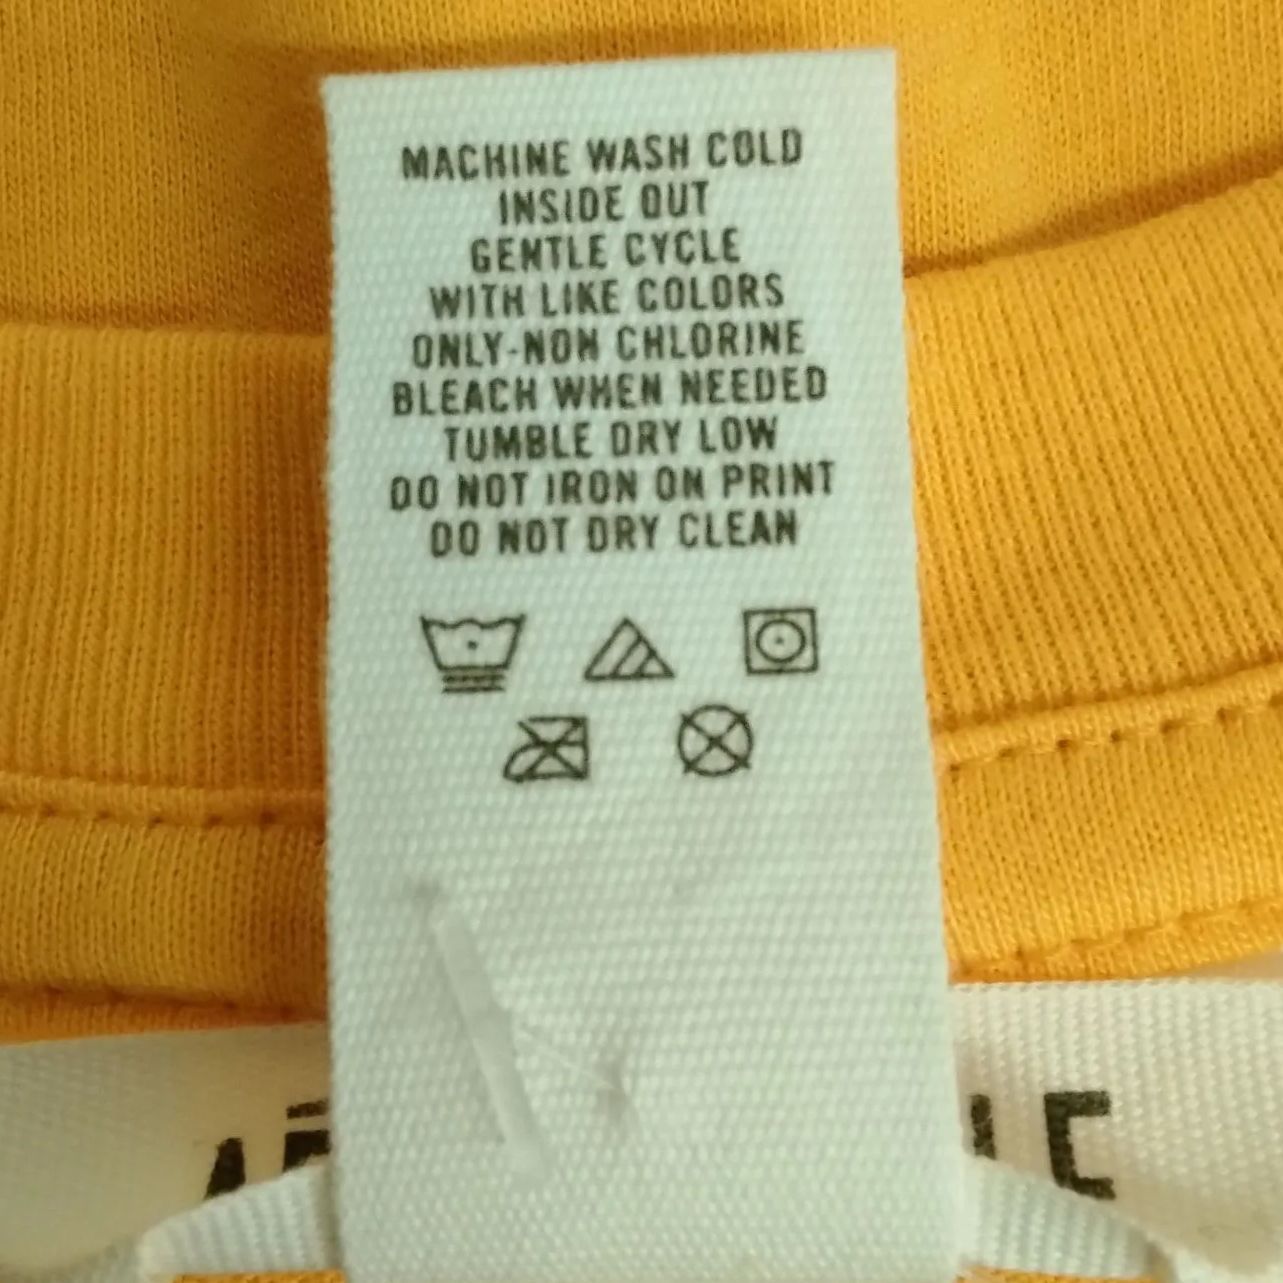 MACHINE WASH COLD
INSIDE OUT
GENTLE CYCLE
WITH LIKE COLORS
ONLY-NON CHLORINE
BLEACH WHEN NEEDED
TUMBLE DRY LOW
DO NOT IRON ON PRINT
DO NOT DRY CLEAN